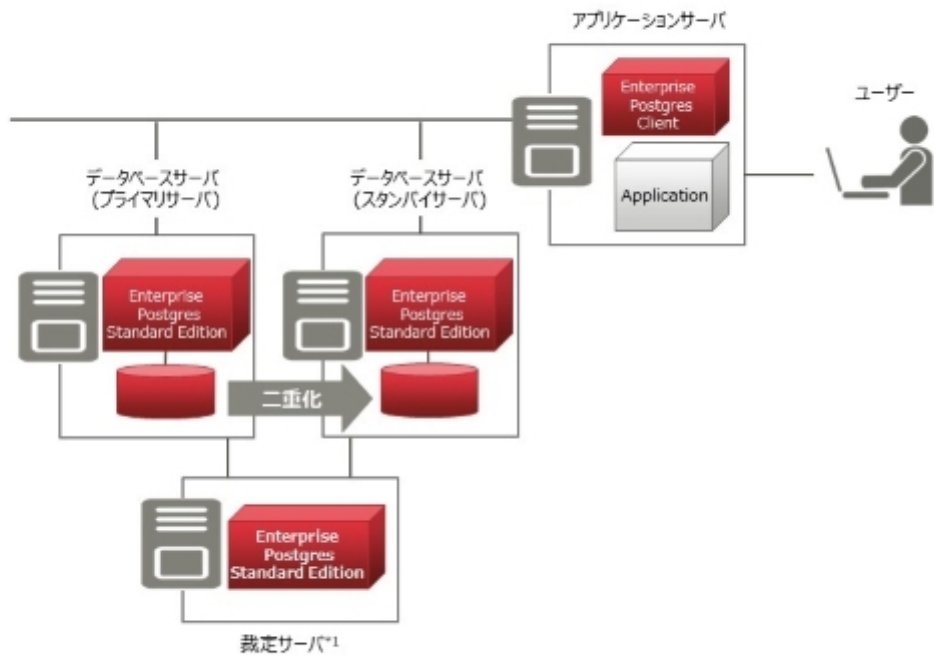 アプリケーションサーバ
Enterprise
Postgres
Client
Application
ユーザー
データベースサーバ
(プライマリサーバ)
データベースサーバ
(スタンバイサーバ)
Enterprise
Postgres
Standard Edition
Enterprise
Postgres
Standard Edition
二重化
Enterprise
Postgres
Standard Edition
裁定サーバ*1